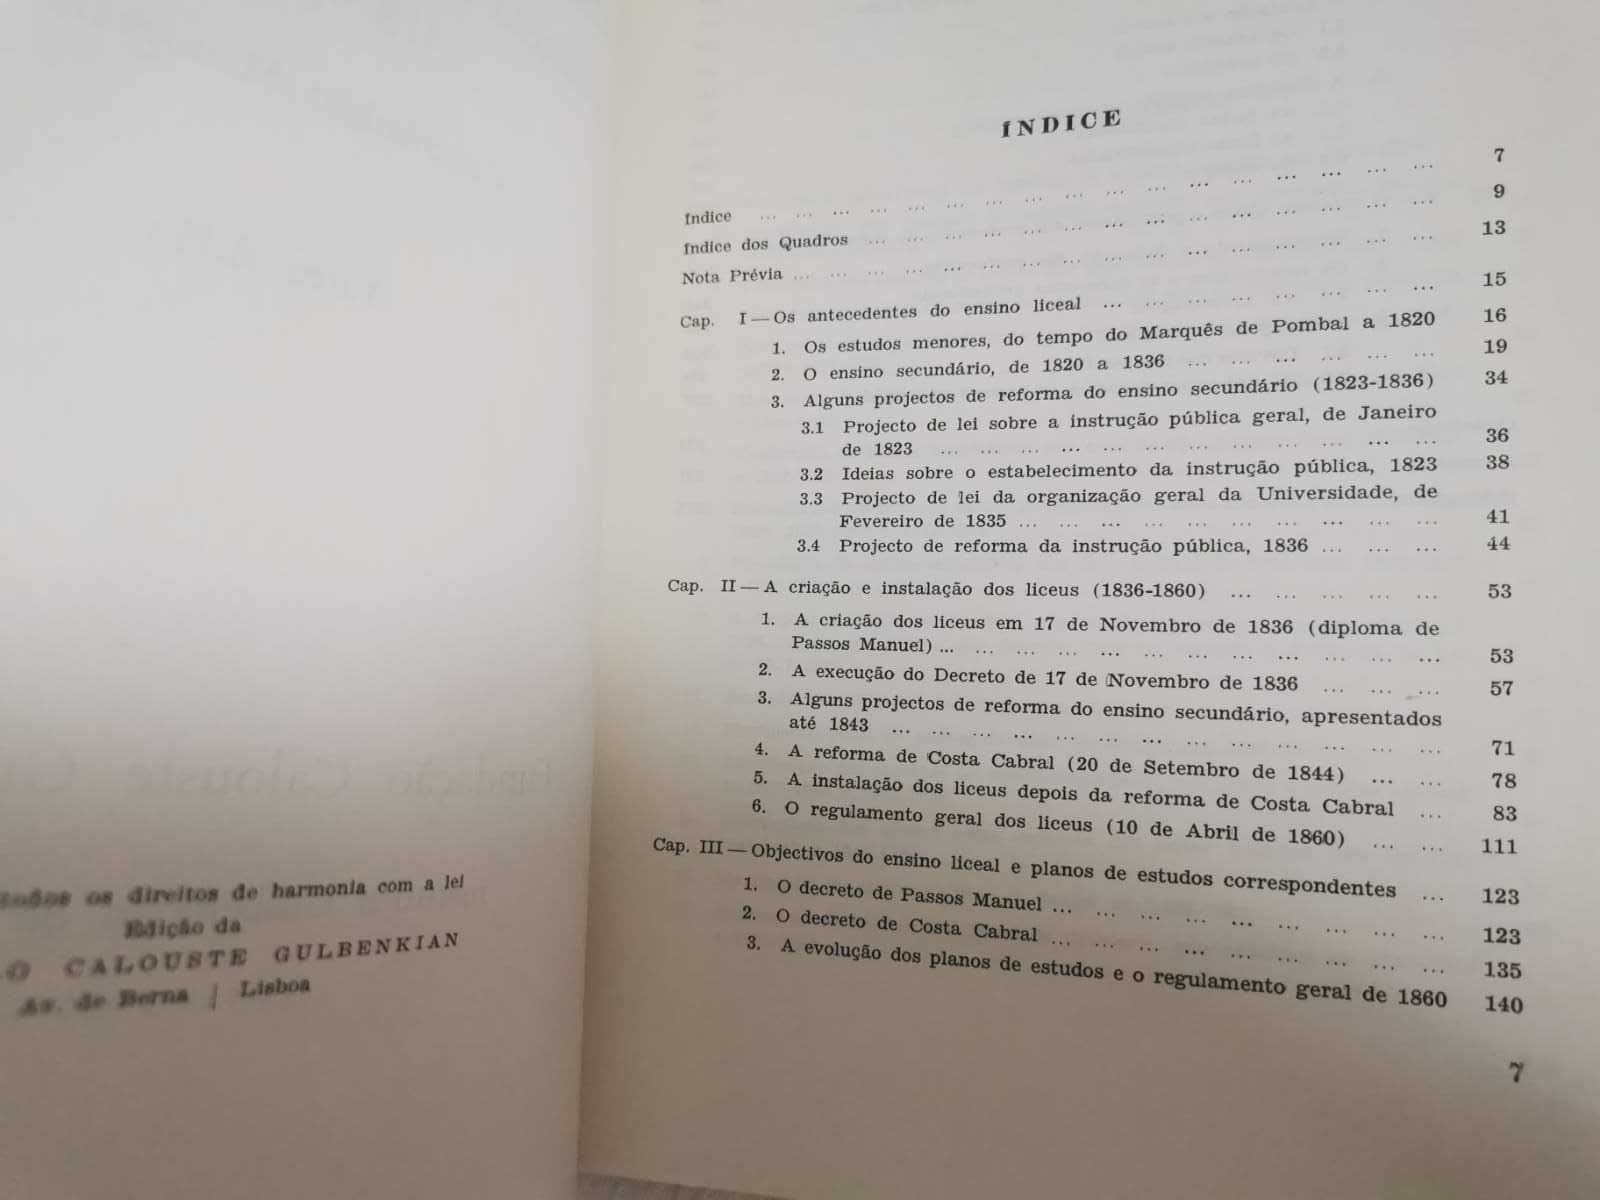 todos os direitos de harmonia com a lei
Edição da
CALOUSTE GULBENKIAN
Av. de Berna | Lisboa
ÍNDICE
Índice ... ... ... ... ... ... ... ... ... ... ... ... ... ... ... ... 7
Índice dos Quadros ... ... ... ... ... ... ... ... ... ... ... ... ... ... 9
Nota Prévia ... ... ... ... ... ... ... ... ... ... ... ... ... ... ... 13
Cap. I — Os antecedentes do ensino liceal ... ... ... ... ... ... ... ... 15
1. Os estudos menores, do tempo do Marquês de Pombal a 1820 16
2. O ensino secundário, de 1820 a 1836 ... ... ... ... ... ... 19
3. Alguns projectos de reforma do ensino secundário (1823-1836) 34
3.1 Projecto de lei sobre a instrução pública geral, de Janeiro
de 1823 ... ... ... ... ... ... ... ... ... ... ... ... 36
3.2 Ideias sobre o estabelecimento da instrução pública, 1823 38
3.3 Projecto de lei da organização geral da Universidade, de
Fevereiro de 1835 ... ... ... ... ... ... ... ... ... ... 41
3.4 Projecto de reforma da instrução pública, 1836 ... ... ... 44
Cap. II — A criação e instalação dos liceus (1836-1860) ... ... ... ... ... 53
1. A criação dos liceus em 17 de Novembro de 1836 (diploma de
Passos Manuel) ... ... ... ... ... ... ... ... ... ... ... ... 53
2. A execução do Decreto de 17 de Novembro de 1836 ... ... ... 57
3. Alguns projectos de reforma do ensino secundário, apresentados
até 1843 ... ... ... ... ... ... ... ... ... ... ... ... ... 71
4. A reforma de Costa Cabral (20 de Setembro de 1844) ... ... 78
5. A instalação dos liceus depois da reforma de Costa Cabral ... 83
6. O regulamento geral dos liceus (10 de Abril de 1860) ... ... 111
Cap. III — Objectivos do ensino liceal e planos de estudos correspondentes ... 123
1. O decreto de Passos Manuel ... ... ... ... ... ... ... ... ... 123
2. O decreto de Costa Cabral ... ... ... ... ... ... ... ... ... 135
3. A evolução dos planos de estudos e o regulamento geral de 1860 140
7